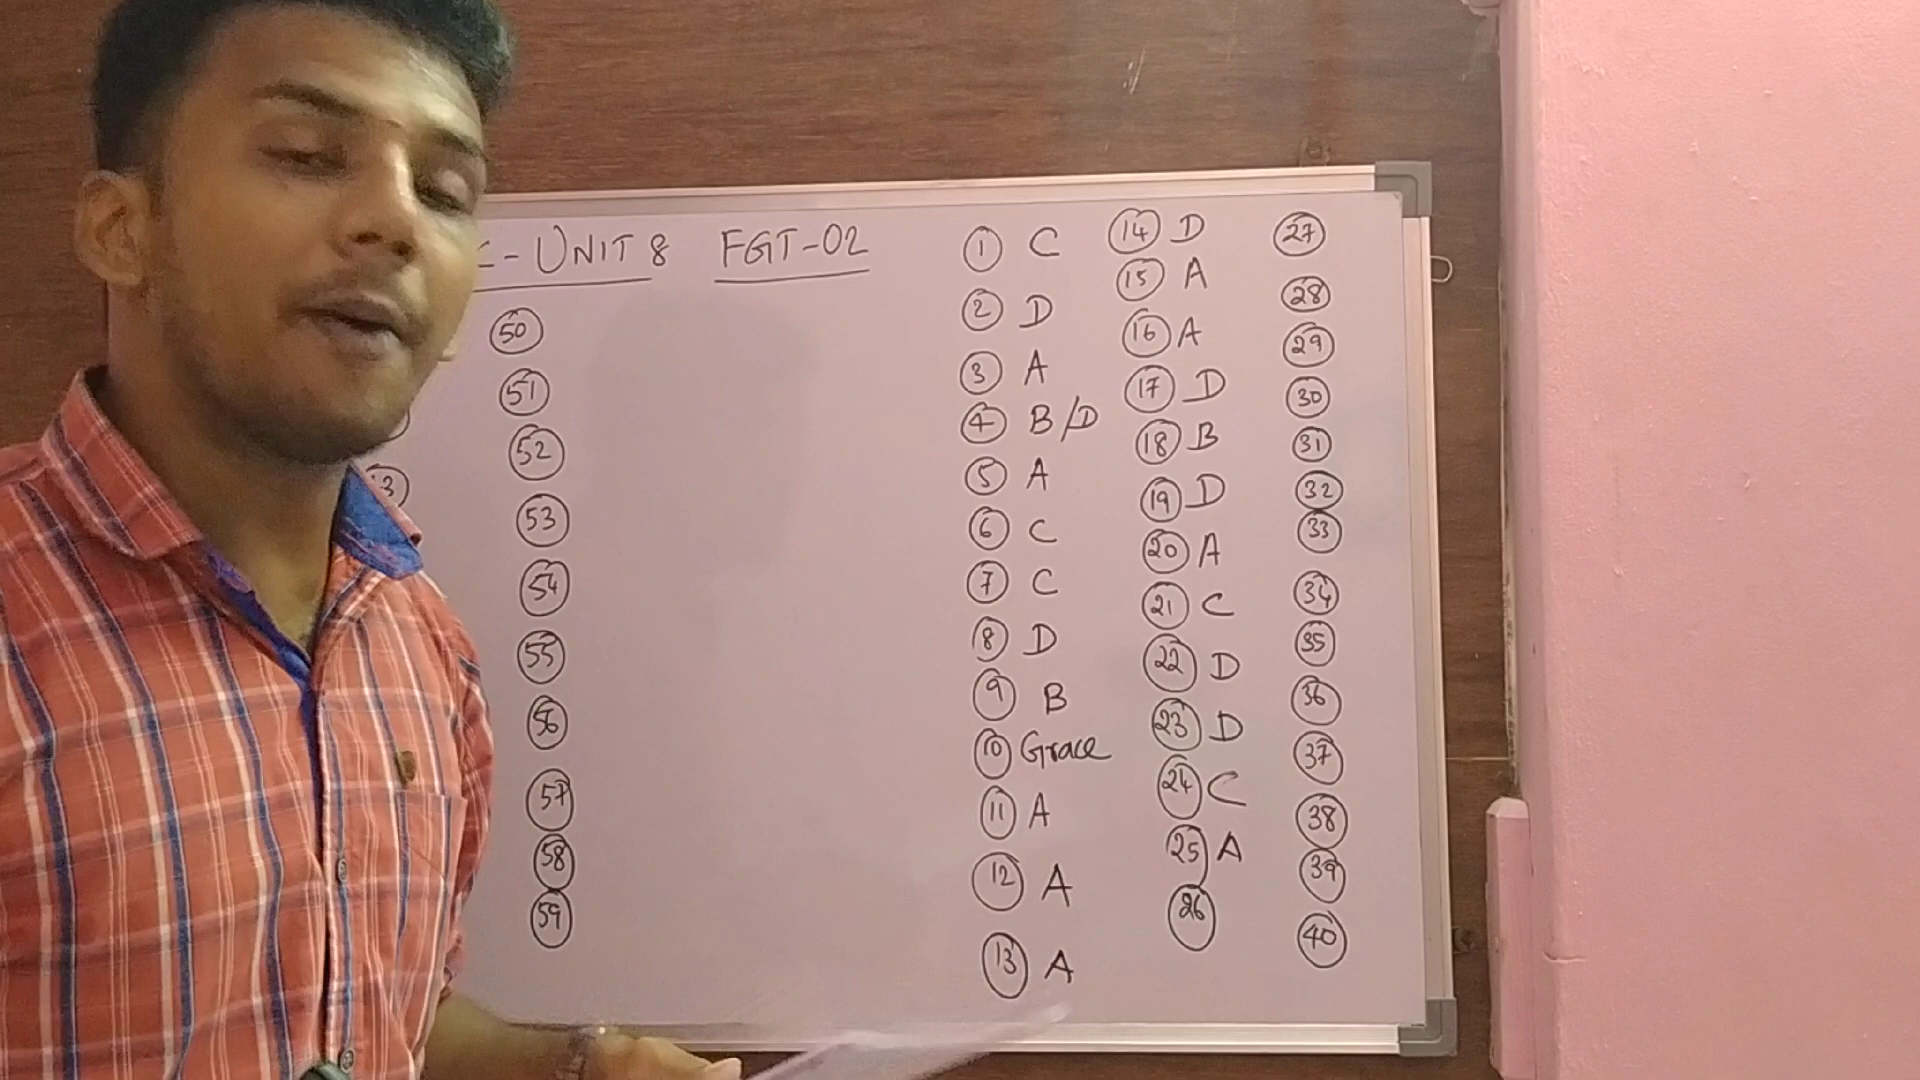 - UNIT 8 FGT-02
50
51
52
53
54
55
56
57
58
59
1 C
2 D
3 A
4 B/D
5 A
6 C
7 C
8 D
9 B
10 Grace
11 A
12 A
13 A
14 D
15 A
16 A
17 D
18 B
19 D
20 A
21 C
22 D
23 D
24 C
25 A
26
27
28
29
30
31
32
33
34
35
36
37
38
39
40